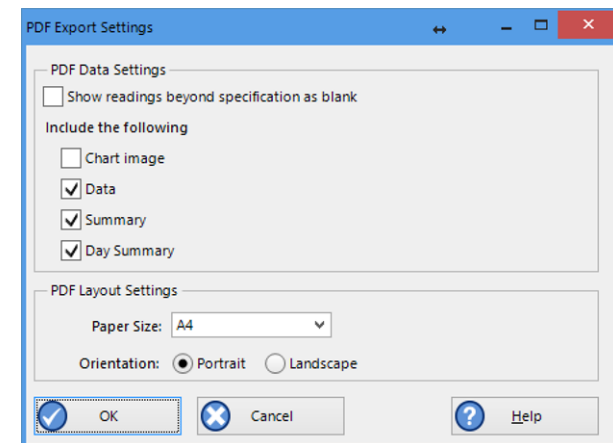 PDF Export Settings
PDF Data Settings
Show readings beyond specification as blank
Include the following
Chart image
Data
Summary
Day Summary
PDF Layout Settings
Paper Size: A4
Orientation: Portrait Landscape
OK Cancel Help